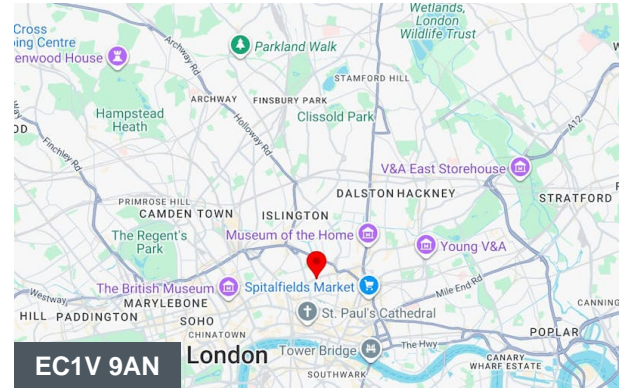 Wetlands,
London
Wildlife Trust
Cross
ing Centre
enwood House
Parkland Walk
Archway Rd
STAMFORD HILL
ARCHWAY
FINSBURY PARK
Hampstead
Heath
Holloway Rd
Clissold Park
OD
Finchley Rd
A12
V&A East Storehouse
DALSTON
HACKNEY
STRATFORD
PRIMROSE HILL
CAMDEN TOWN
ISLINGTON
The Regent's
Park
Museum of the Home
Young V&A
The British Museum
Spitalfields Market
Mile End Rd
Westway
MARYLEBONE
HILL
PADDINGTON
SOHO
St. Paul's Cathedral
CANNING
CHINATOWN
POPLAR
London
Tower Bridge
The Hwy
CANARY
WHARF ESTATE
SOUTHWARK
EC1V 9AN